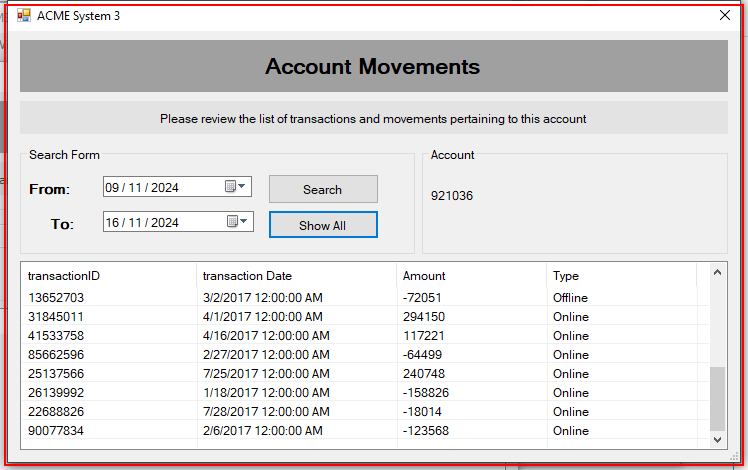 ACME System 3
Account Movements
Please review the list of transactions and movements pertaining to this account
Search Form
From: 09 / 11 / 2024 Search
To: 16 / 11 / 2024 Show All
Account
921036
transactionID transaction Date Amount Type
13652703 3/2/2017 12:00:00 AM -72051 Offline
31845011 4/1/2017 12:00:00 AM 294150 Online
41533758 4/16/2017 12:00:00 AM 117221 Online
85662596 2/27/2017 12:00:00 AM -64499 Online
25137566 7/25/2017 12:00:00 AM 240748 Online
26139992 1/18/2017 12:00:00 AM -158826 Online
22688826 7/28/2017 12:00:00 AM -18014 Online
90077834 2/6/2017 12:00:00 AM -123568 Online